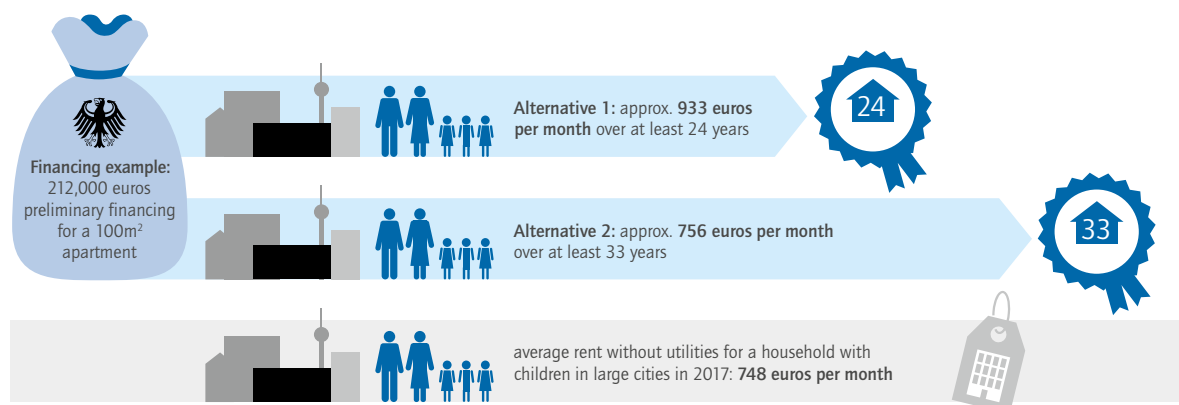 Financing example:
212,000 euros
preliminary financing
for a 100m²
apartment
Alternative 1: approx. 933 euros
per month over at least 24 years
24
Alternative 2: approx. 756 euros per month
over at least 33 years
33
average rent without utilities for a household with
children in large cities in 2017: 748 euros per month